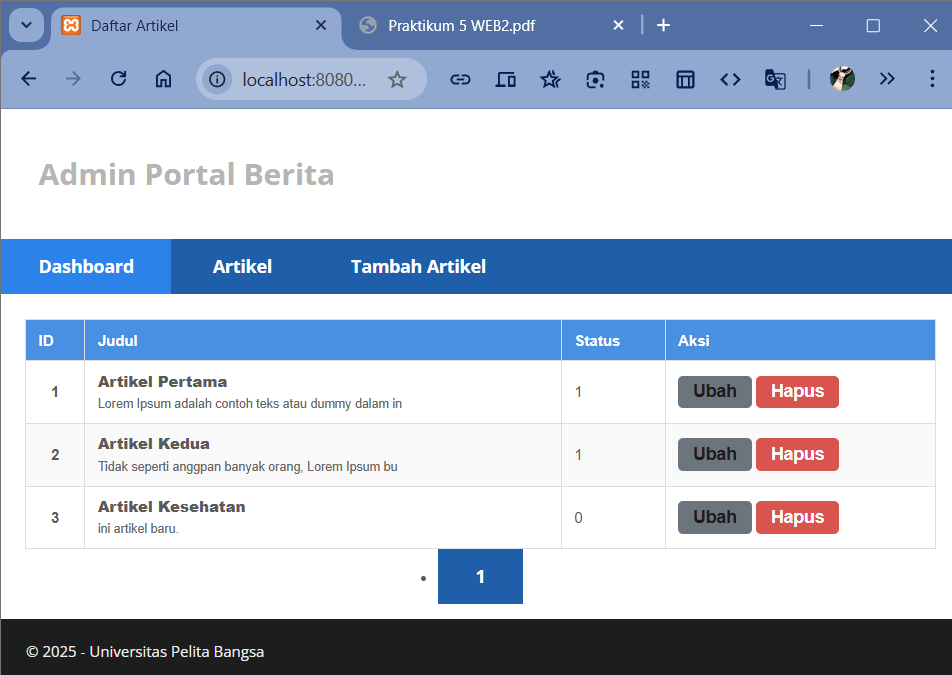 Daftar Artikel
Praktikum 5 WEB2.pdf
localhost:8080...
Admin Portal Berita
Dashboard Artikel Tambah Artikel
ID Judul Status Aksi
1 Artikel Pertama 1 Ubah Hapus
Lorem Ipsum adalah contoh teks atau dummy dalam in
2 Artikel Kedua 1 Ubah Hapus
Tidak seperti anggpan banyak orang, Lorem Ipsum bu
3 Artikel Kesehatan 0 Ubah Hapus
ini artikel baru.
• 1
© 2025 - Universitas Pelita Bangsa